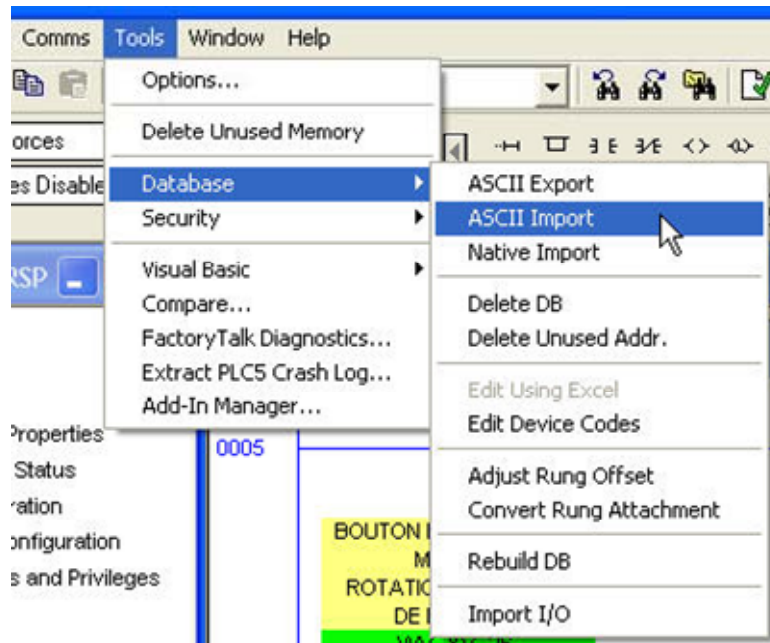 Comms Tools Window Help
Options...
Delete Unused Memory
Database
Security
Visual Basic
Compare...
FactoryTalk Diagnostics...
Extract PLC5 Crash Log...
Add-In Manager...
ASCII Export
ASCII Import
Native Import
Delete DB
Delete Unused Addr.
Edit Using Excel
Edit Device Codes
Adjust Rung Offset
Convert Rung Attachment
Rebuild DB
Import I/O
orces
es Disable
RSP
Properties
Status
ration
onfiguration
s and Privileges
0005
BOUTON
M
ROTATIO
DE